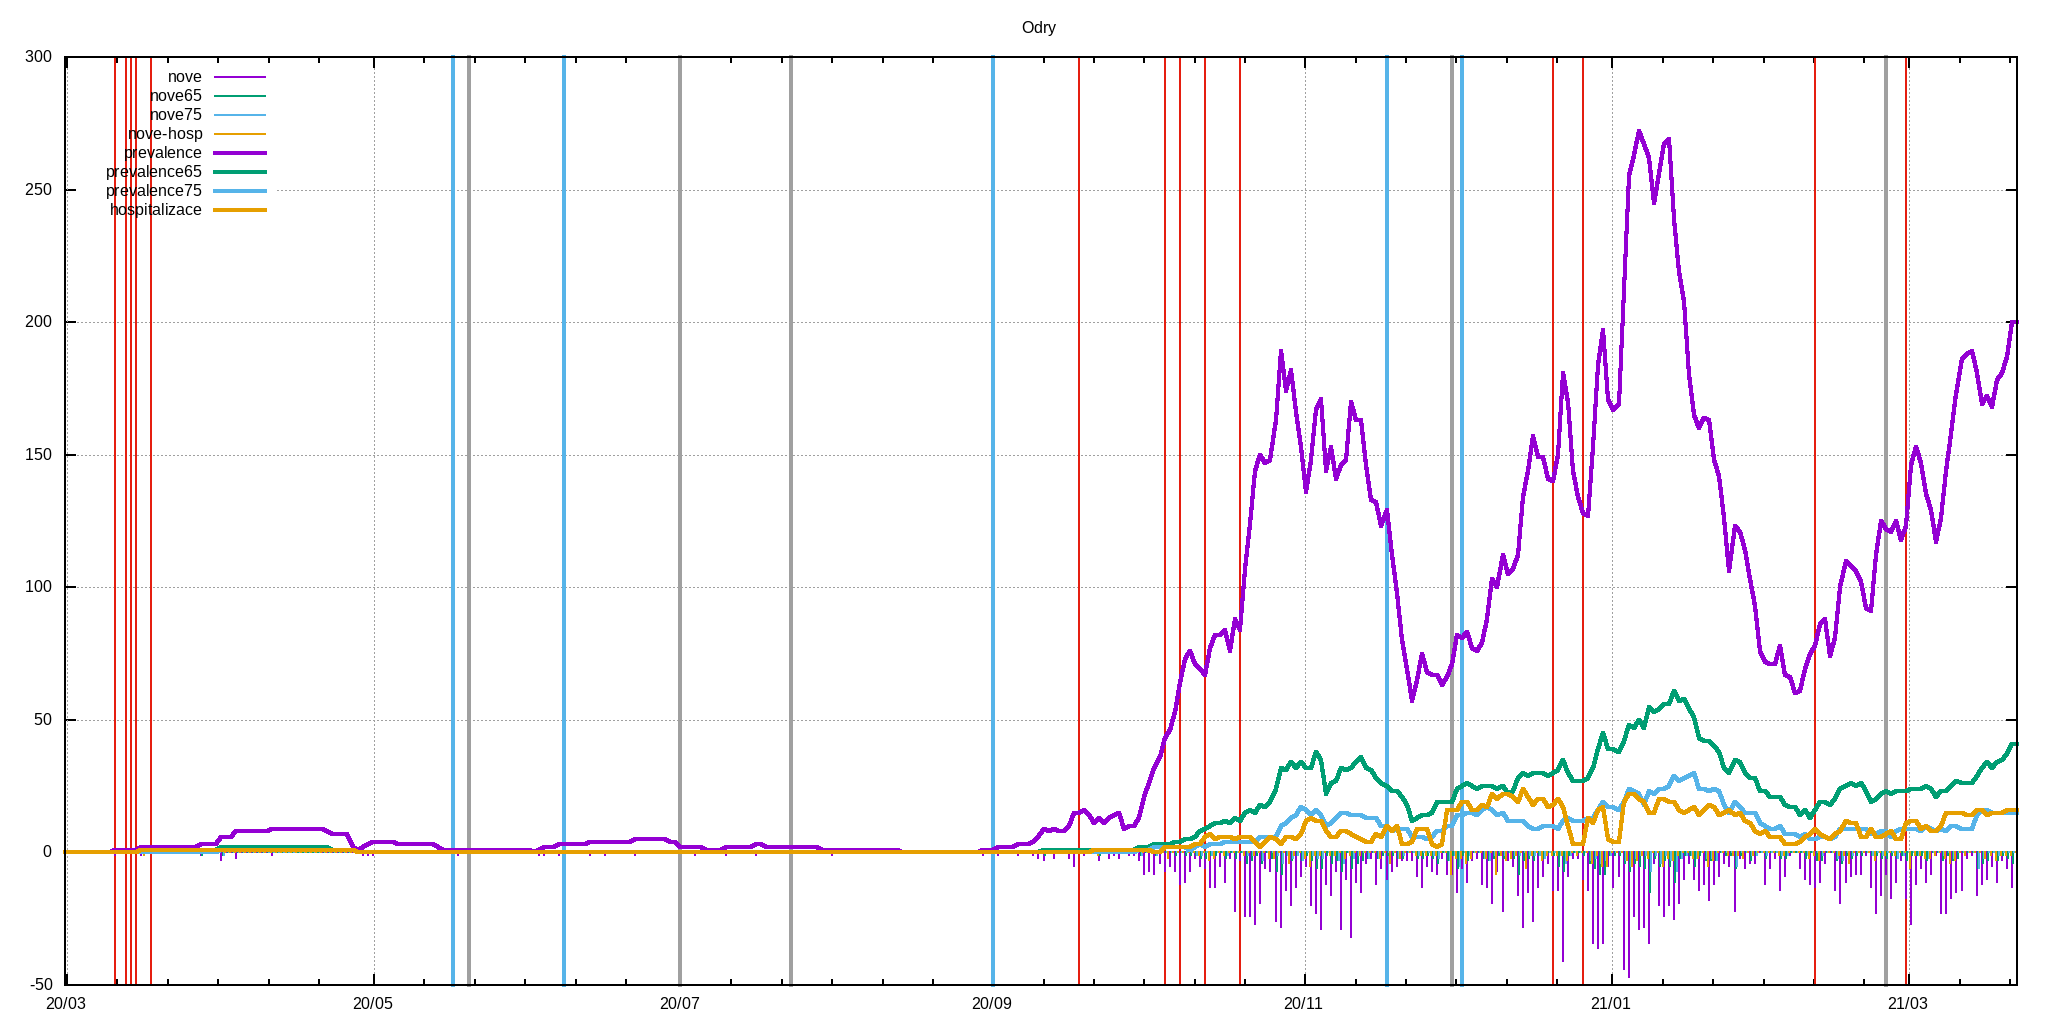 Odry
300
250
200
150
100
50
0
-50
nove
nove65
nove75
nove-hosp
prevalence
prevalence65
prevalence75
hospitalizace
20/03 20/05 20/07 20/09 20/11 21/01 21/03